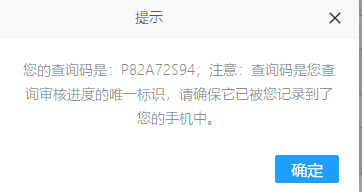 提示
您的查询码是：P82A72S94；注意：查询码是您查
询审核进度的唯一标识，请确保它已被您记录到了
您的手机中。
确定